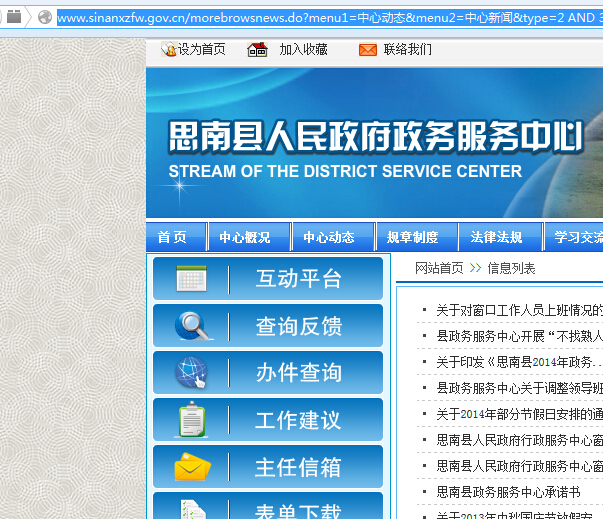 www.sinanxzfw.gov.cn/morebrowsnews.do?menu1=中心动态&menu2=中心新闻&type=2 AND 3
设为首页 加入收藏 联络我们
思南县人民政府政务服务中心
STREAM OF THE DISTRICT SERVICE CENTER
首 页 中心概况 中心动态 规章制度 法律法规 学习交流
网站首页 >> 信息列表
互动平台
查询反馈
办件查询
工作建议
主任信箱
表单下载
关于对窗口工作人员上班情况的
县政务服务中心开展“不找熟人
关于印发《思南县2014年政务..
县政务服务中心关于调整领导班
关于2014年部分节假日安排的通
思南县人民政府行政服务中心窗
思南县人民政府行政服务中心窗
思南县政务服务中心承诺书
关于2013年中秋国庆节放假安